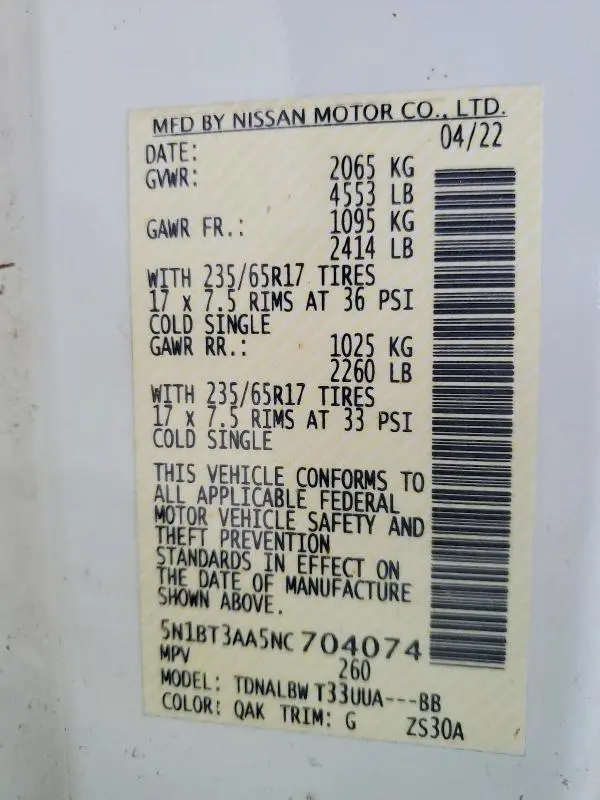 MFD BY NISSAN MOTOR CO., LTD.
DATE: 04/22
GVWR: 2065 KG
4553 LB
GAWR FR.: 1095 KG
2414 LB
WITH 235/65R17 TIRES
17 x 7.5 RIMS AT 36 PSI
COLD SINGLE
GAWR RR.: 1025 KG
2260 LB
WITH 235/65R17 TIRES
17 x 7.5 RIMS AT 33 PSI
COLD SINGLE
THIS VEHICLE CONFORMS TO
ALL APPLICABLE FEDERAL
MOTOR VEHICLE SAFETY AND
THEFT PREVENTION
STANDARDS IN EFFECT ON
THE DATE OF MANUFACTURE
SHOWN ABOVE.
5N1BT3AA5NC704074
MPV 260
MODEL: TDNALBW T33UUA---BB
COLOR: QAK TRIM: G ZS30A